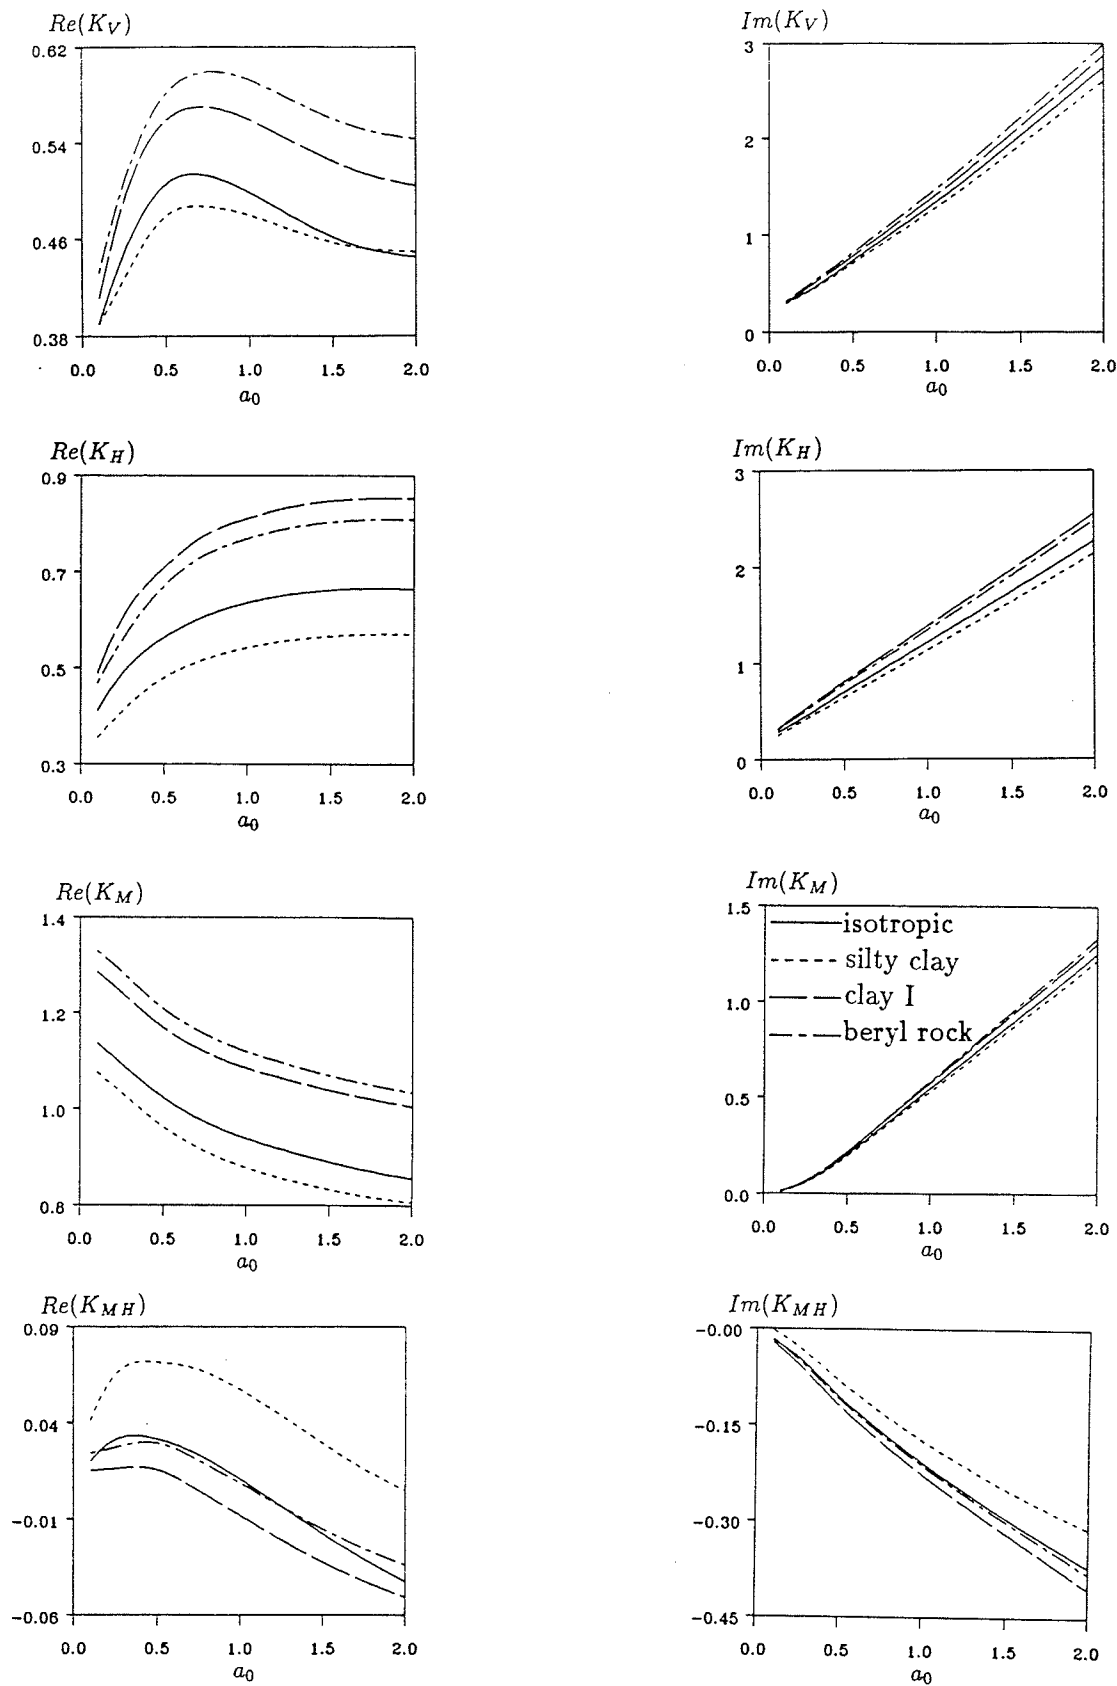 Re(K_V)
0.62
0.54
0.46
0.38
0.0 0.5 1.0 1.5 2.0
a_0
Im(K_V)
3
2
1
0
0.0 0.5 1.0 1.5 2.0
a_0
Re(K_H)
0.9
0.7
0.5
0.3
0.0 0.5 1.0 1.5 2.0
a_0
Im(K_H)
3
2
1
0
0.0 0.5 1.0 1.5 2.0
a_0
Re(K_M)
1.4
1.2
1.0
0.8
0.0 0.5 1.0 1.5 2.0
a_0
Im(K_M)
1.5
1.0
0.5
0.0
isotropic
silty clay
clay I
beryl rock
0.0 0.5 1.0 1.5 2.0
a_0
Re(K_{MH})
0.09
0.04
-0.01
-0.06
0.0 0.5 1.0 1.5 2.0
a_0
Im(K_{MH})
-0.00
-0.15
-0.30
-0.45
0.0 0.5 1.0 1.5 2.0
a_0